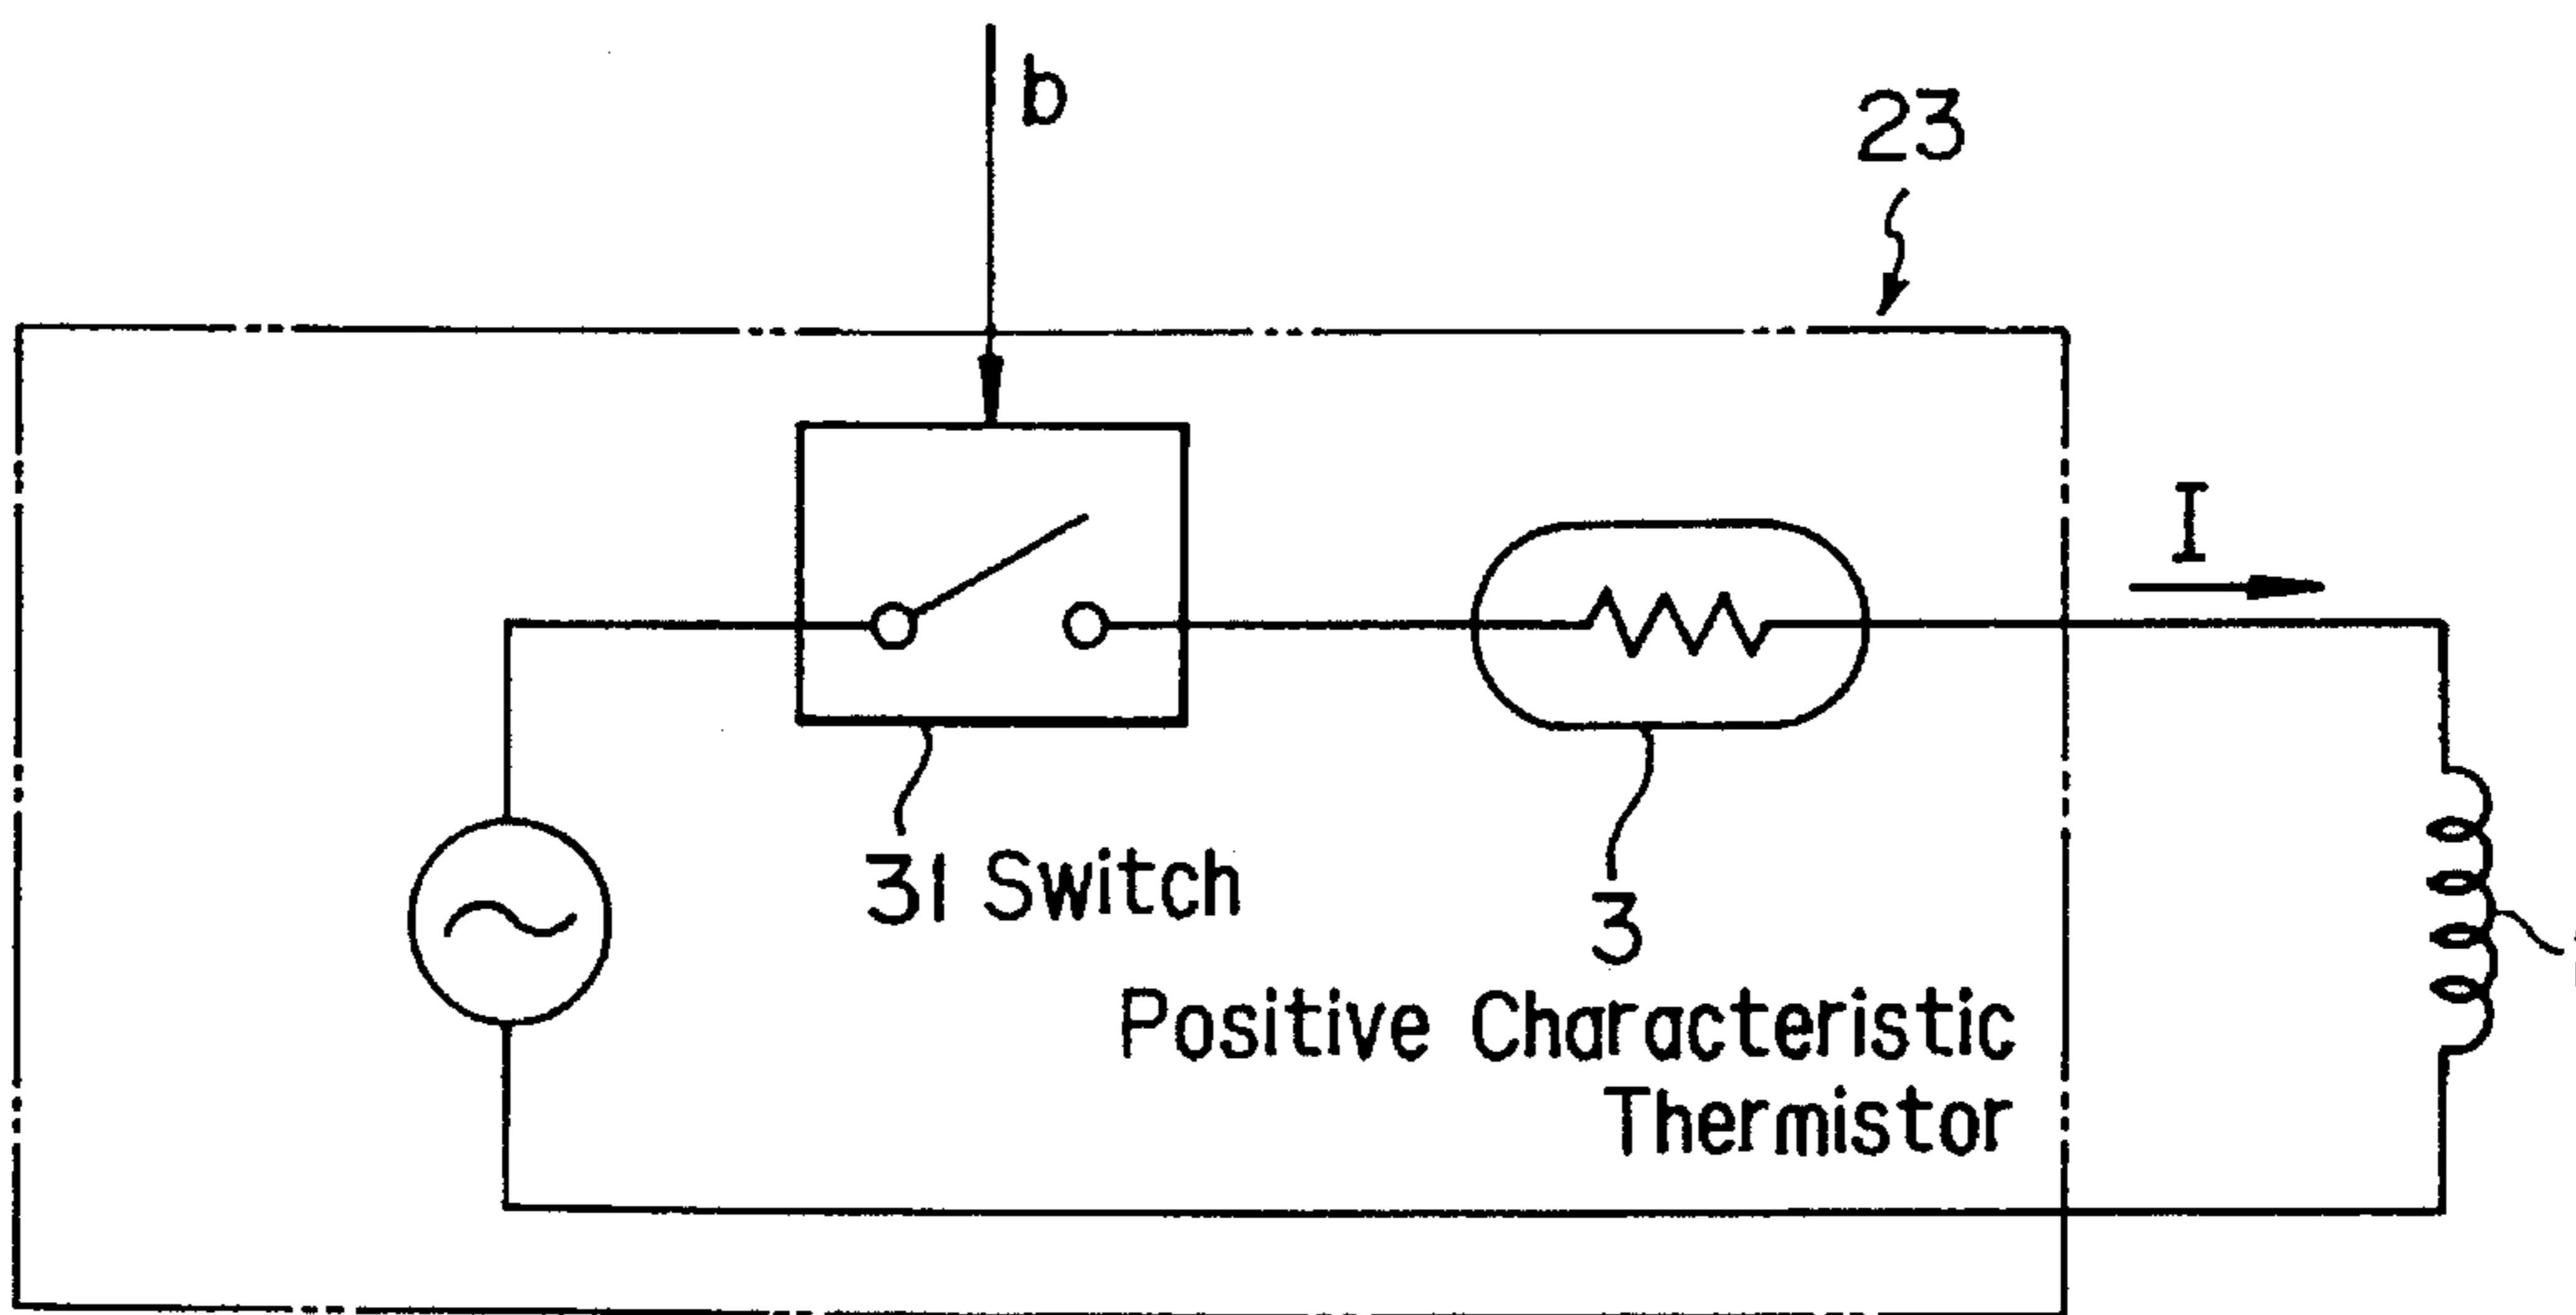 b
23
I
31 Switch
3
Positive Characteristic
Thermistor